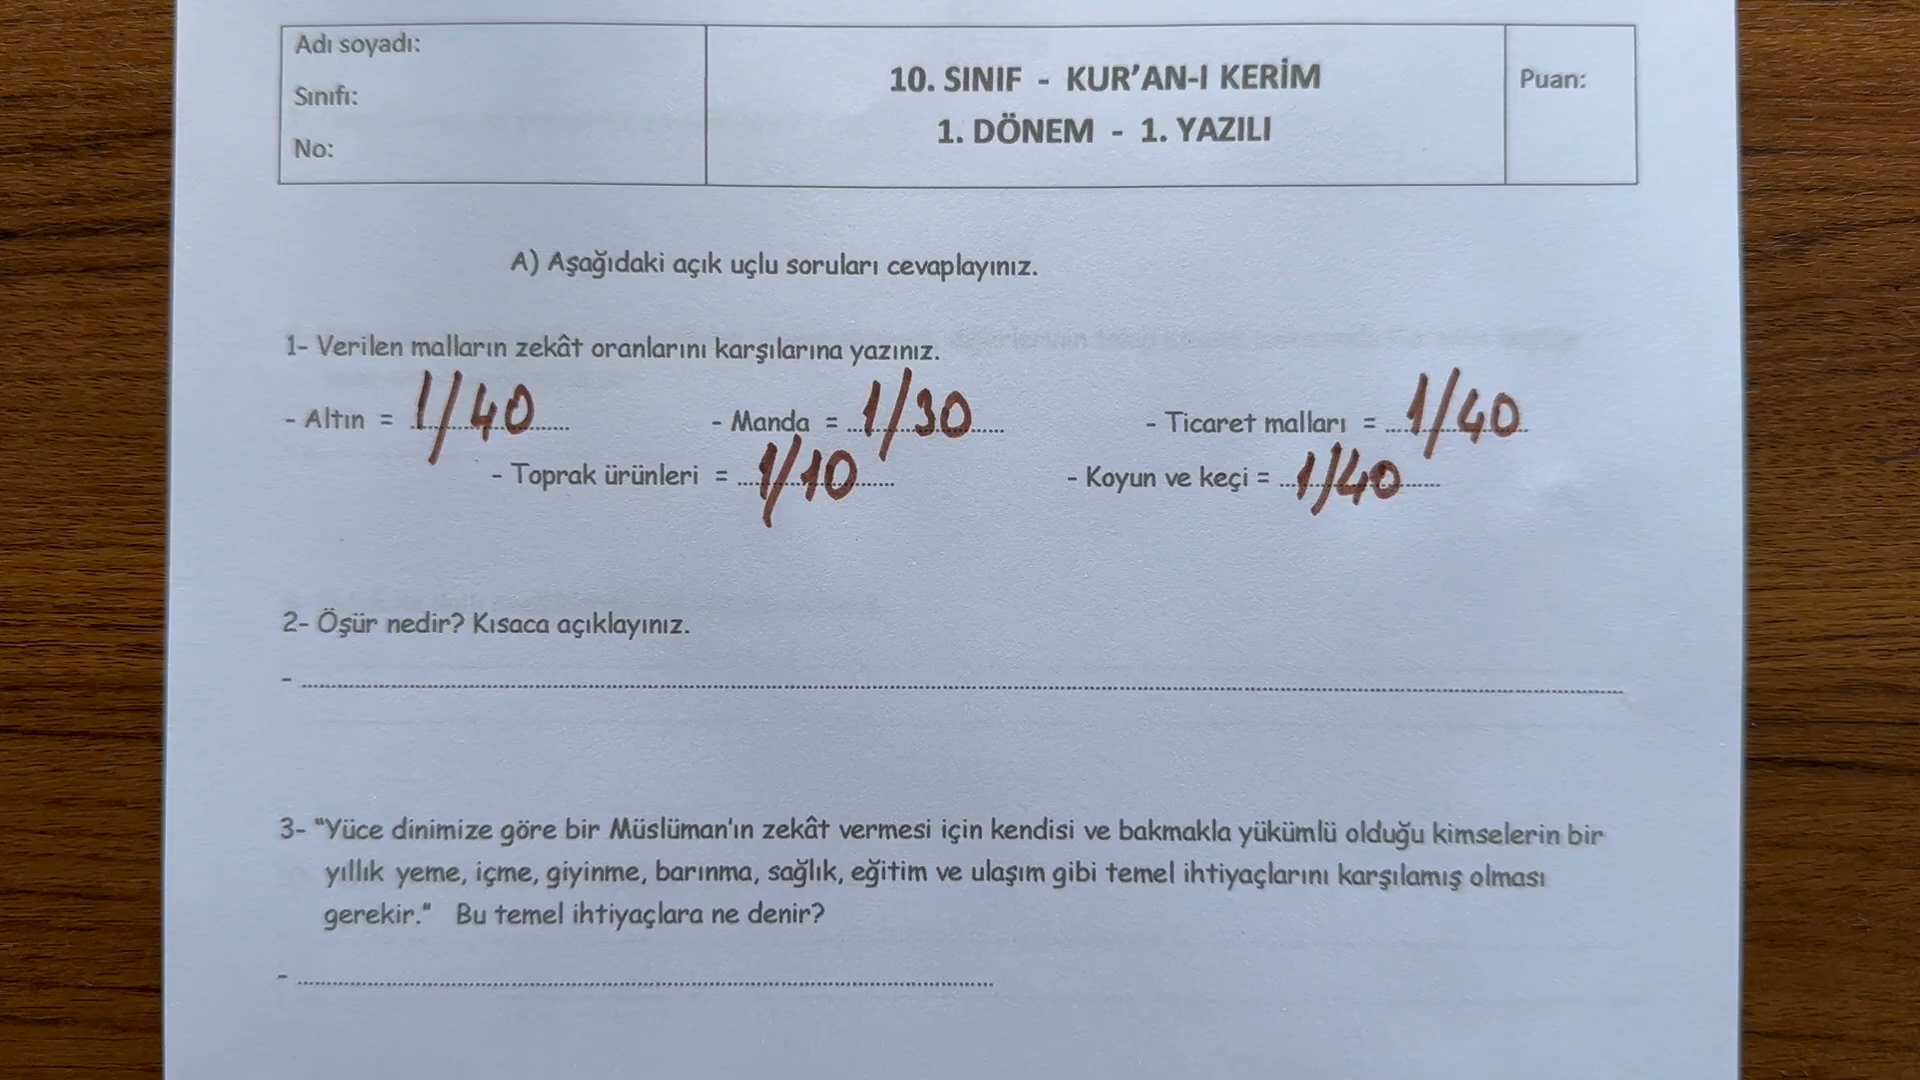 Adı soyadı:
Sınıfı:
No:
10. SINIF - KUR'AN-I KERİM
1. DÖNEM - 1. YAZILI
Puan:
A) Aşağıdaki açık uçlu soruları cevaplayınız.
1- Verilen malların zekât oranlarını karşılarına yazınız.
- Altın = 1/40 - Manda = 1/30 - Ticaret malları = 1/40
- Toprak ürünleri = 1/10 - Koyun ve keçi = 1/40
2- Öşür nedir? Kısaca açıklayınız.
-
3- "Yüce dinimize göre bir Müslüman'ın zekât vermesi için kendisi ve bakmakla yükümlü olduğu kimselerin bir
yıllık yeme, içme, giyinme, barınma, sağlık, eğitim ve ulaşım gibi temel ihtiyaçlarını karşılamış olması
gerekir." Bu temel ihtiyaçlara ne denir?
-